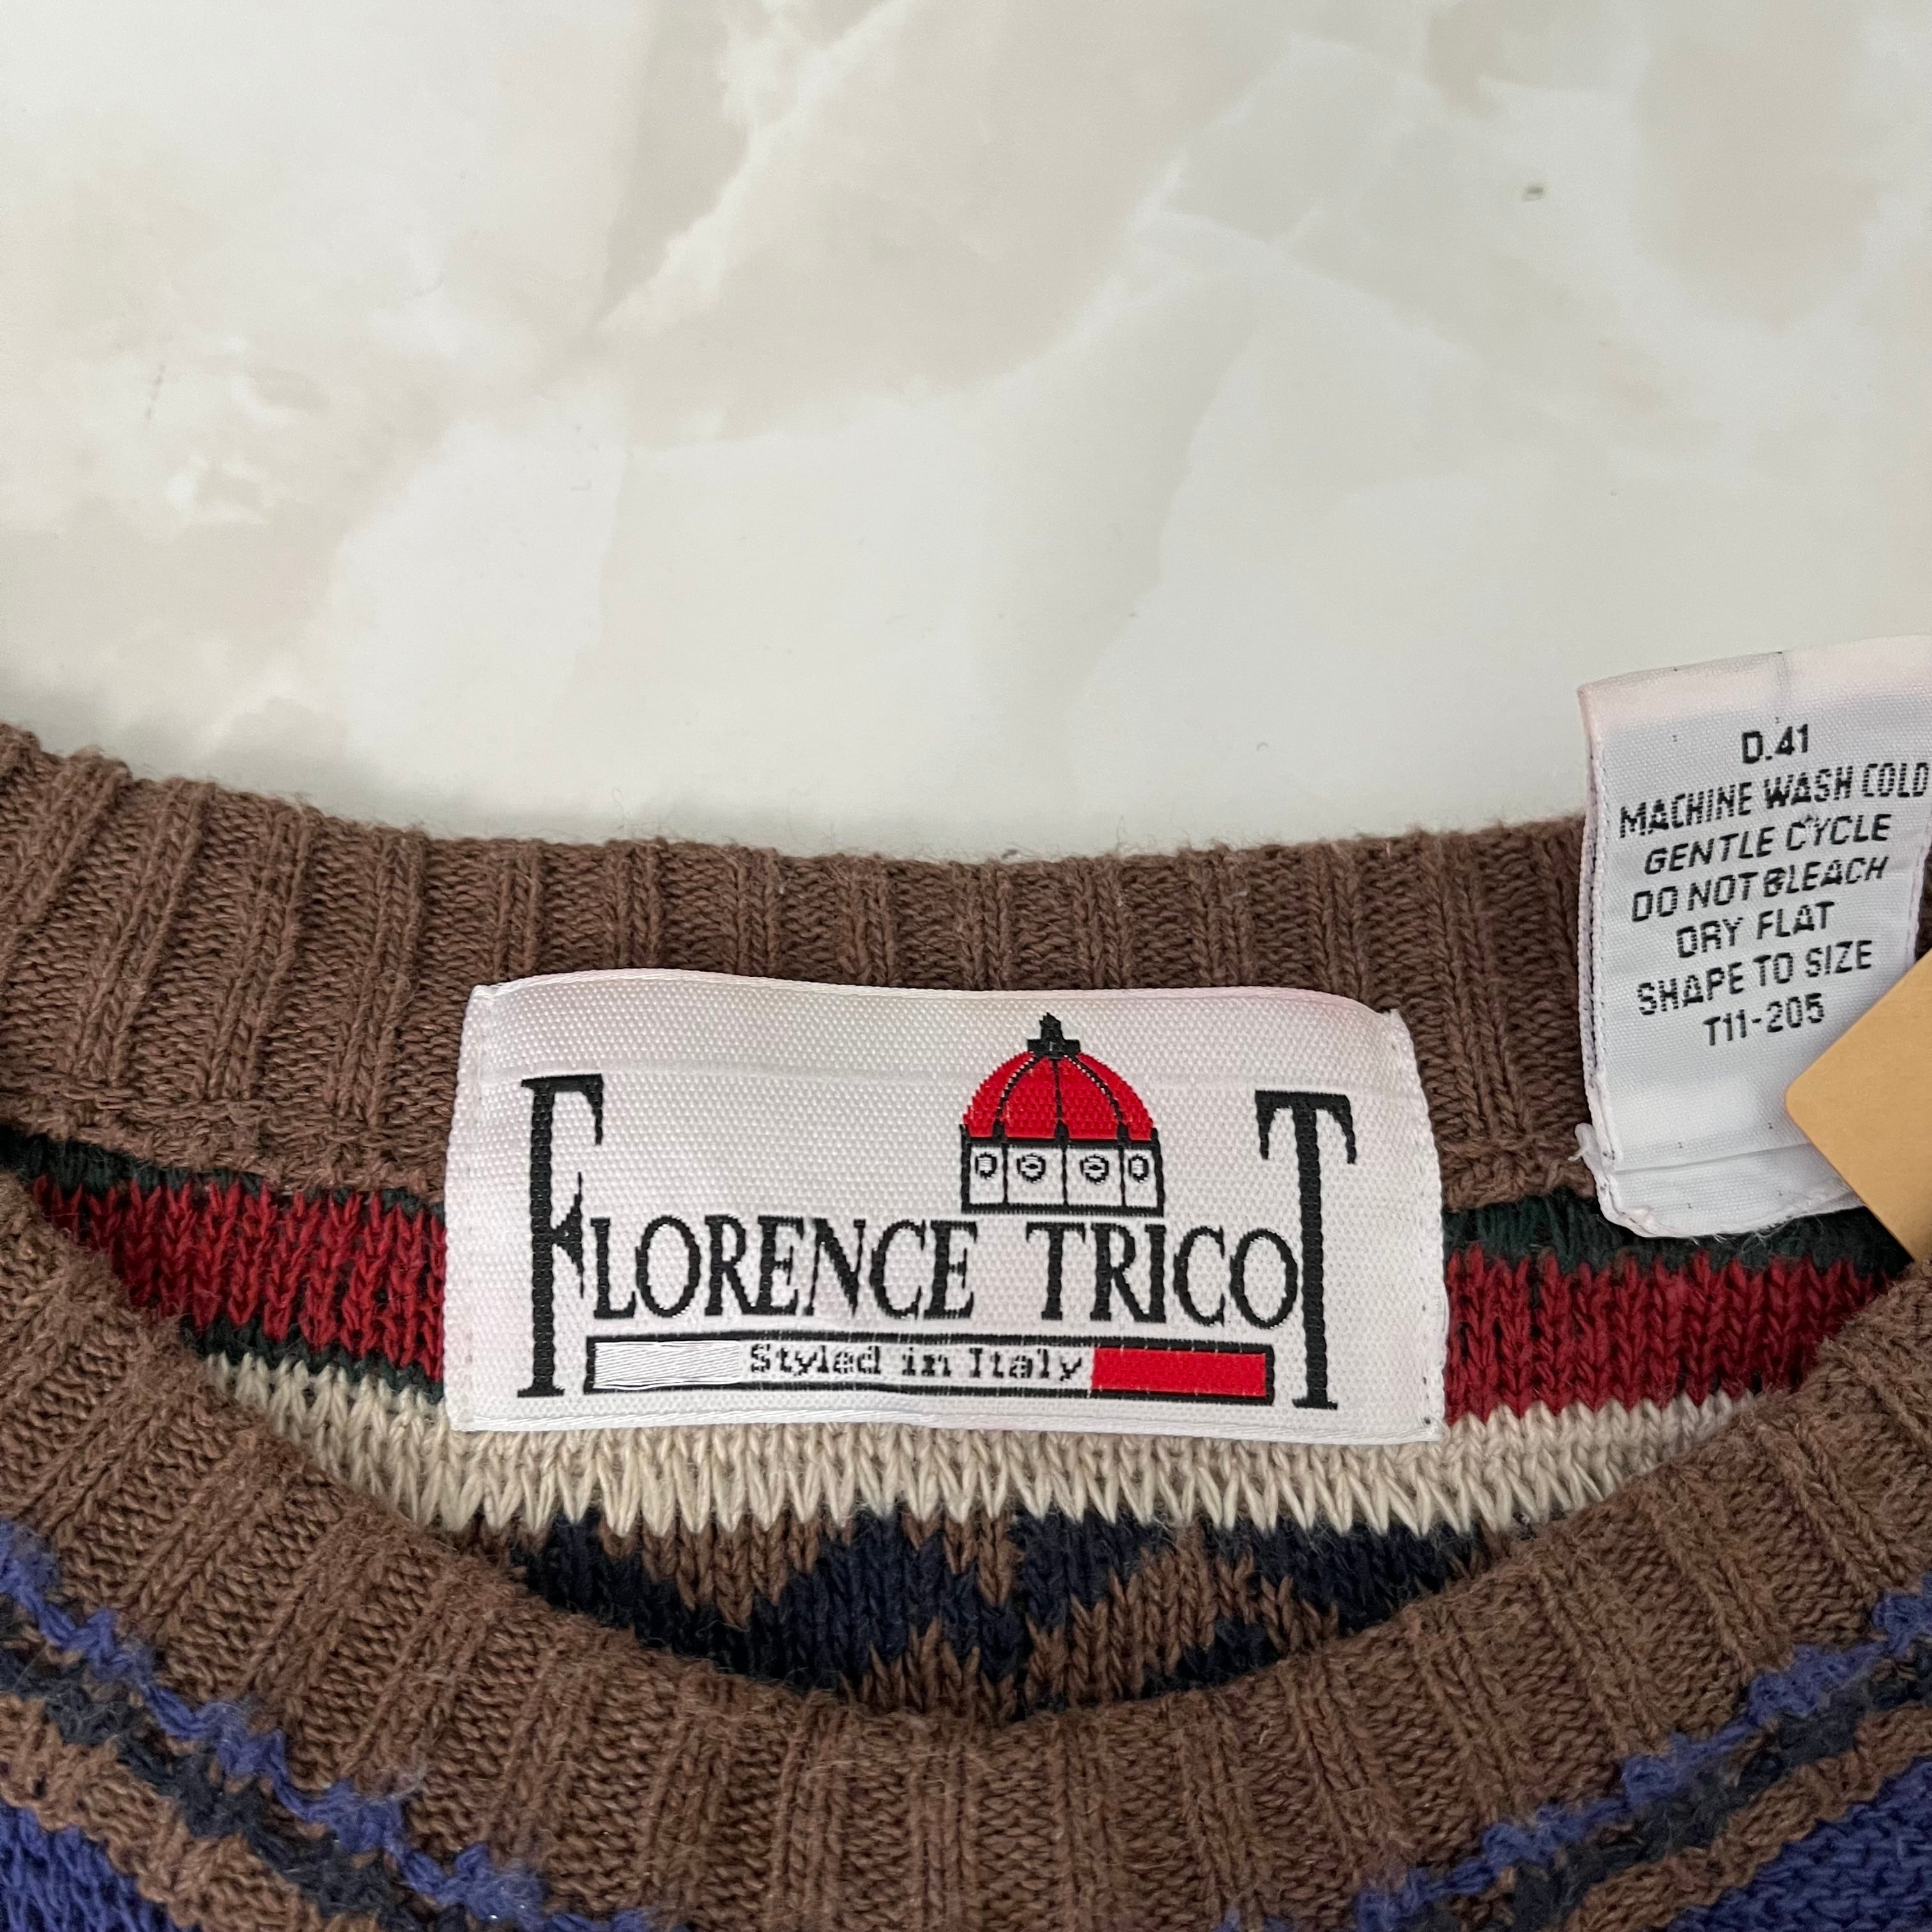 FLORENCE TRICOT
Styled in Italy
D.41
MACHINE WASH COLD
GENTLE CYCLE
DO NOT BLEACH
DRY FLAT
SHAPE TO SIZE
T11-205